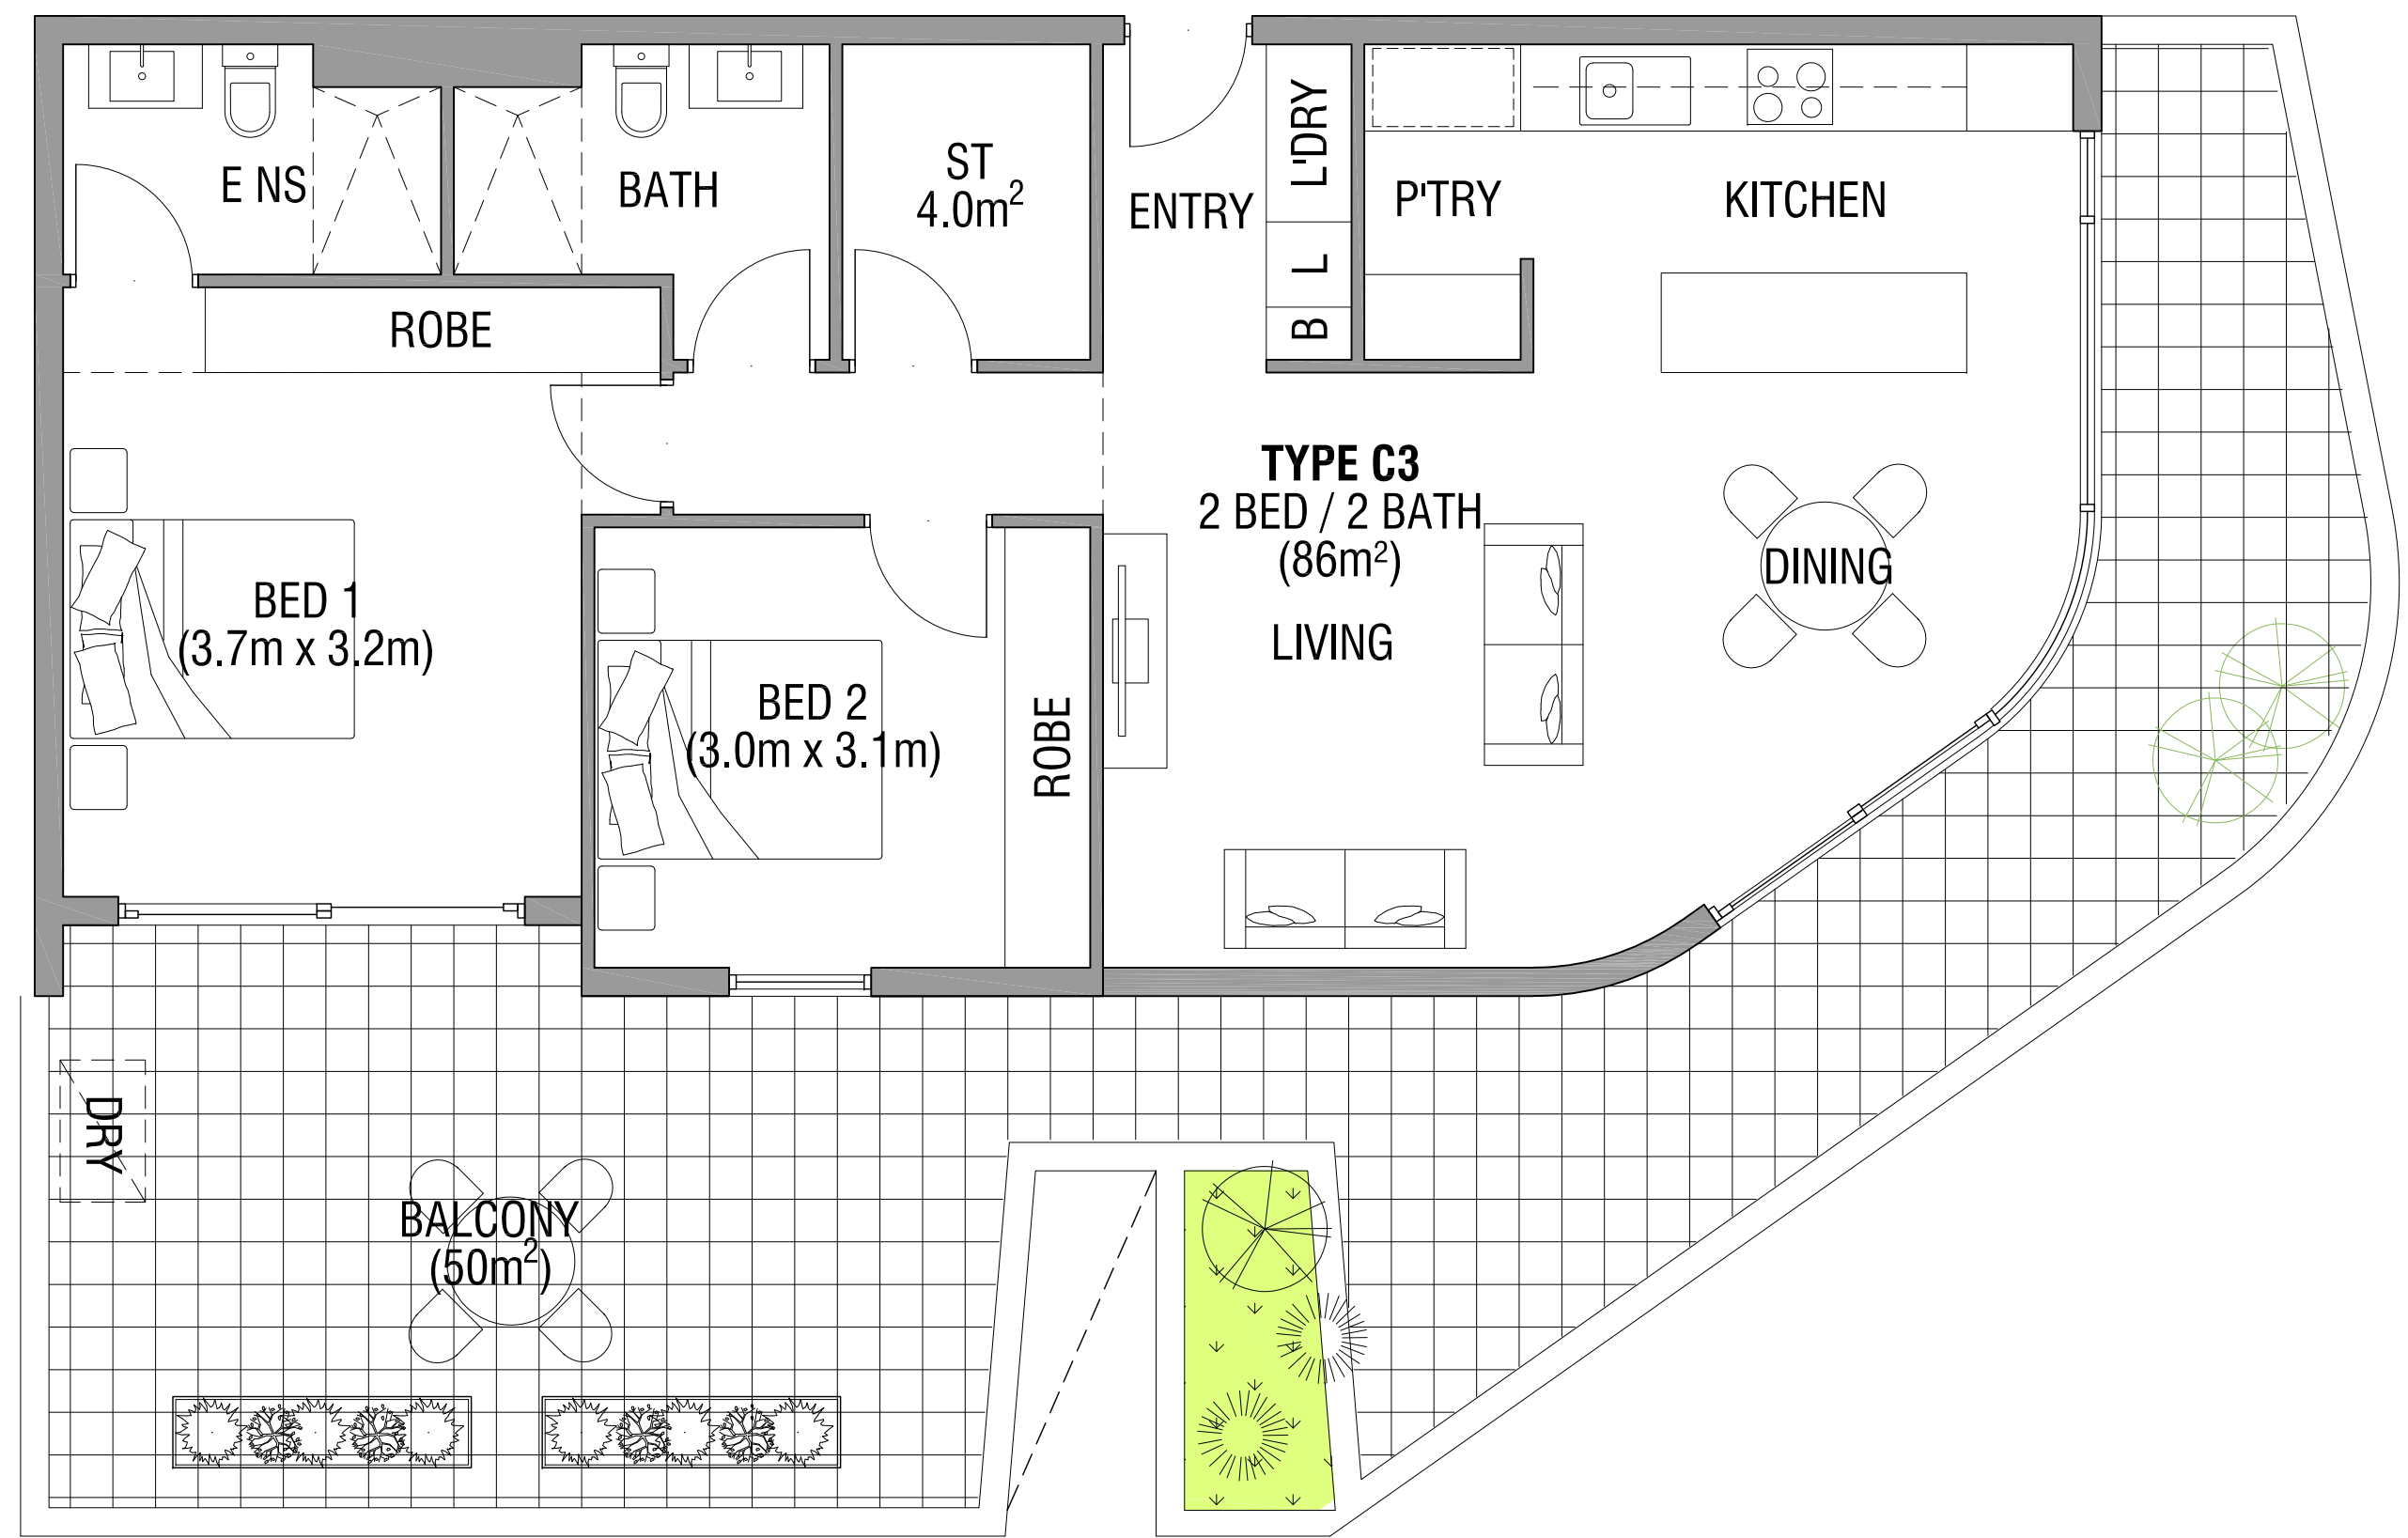 E NS
BATH
ST
4.0m²
ENTRY
L'DRY
L
B
P'TRY
KITCHEN
ROBE
TYPE C3
2 BED / 2 BATH
(86m²)
LIVING
DINING
BED 1
(3.7m x 3.2m)
BED 2
(3.0m x 3.1m)
ROBE
DRY
BALCONY
(50m²)